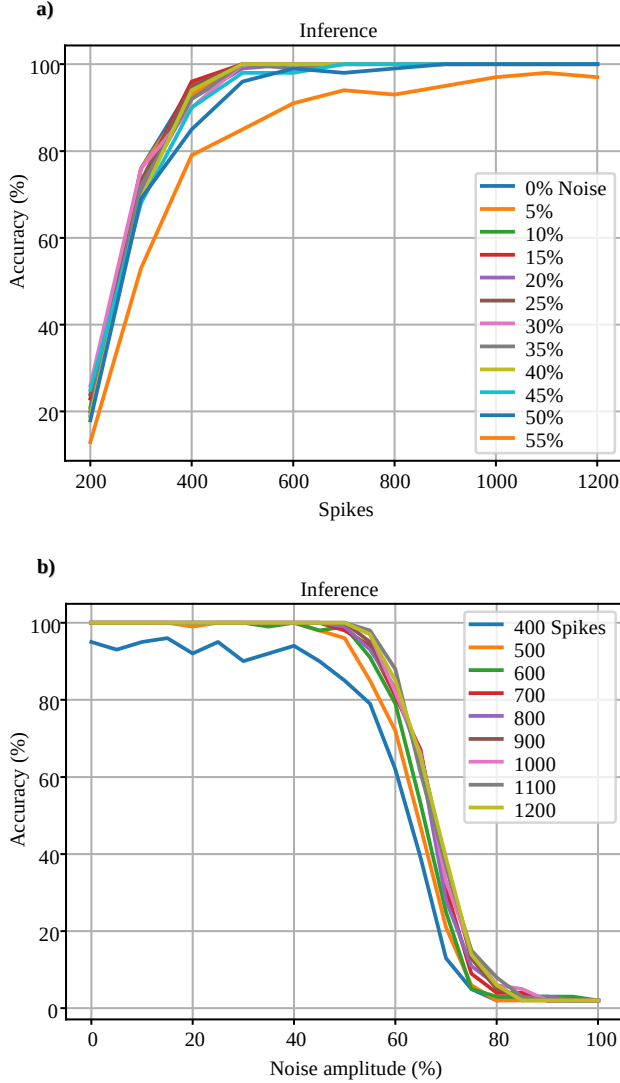 a)
Inference
100
80
60
40
20
Accuracy (%)
0% Noise
5%
10%
15%
20%
25%
30%
35%
40%
45%
50%
55%
200 400 600 800 1000 1200
Spikes
b)
Inference
100
80
60
40
20
0
Accuracy (%)
400 Spikes
500
600
700
800
900
1000
1100
1200
0 20 40 60 80 100
Noise amplitude (%)